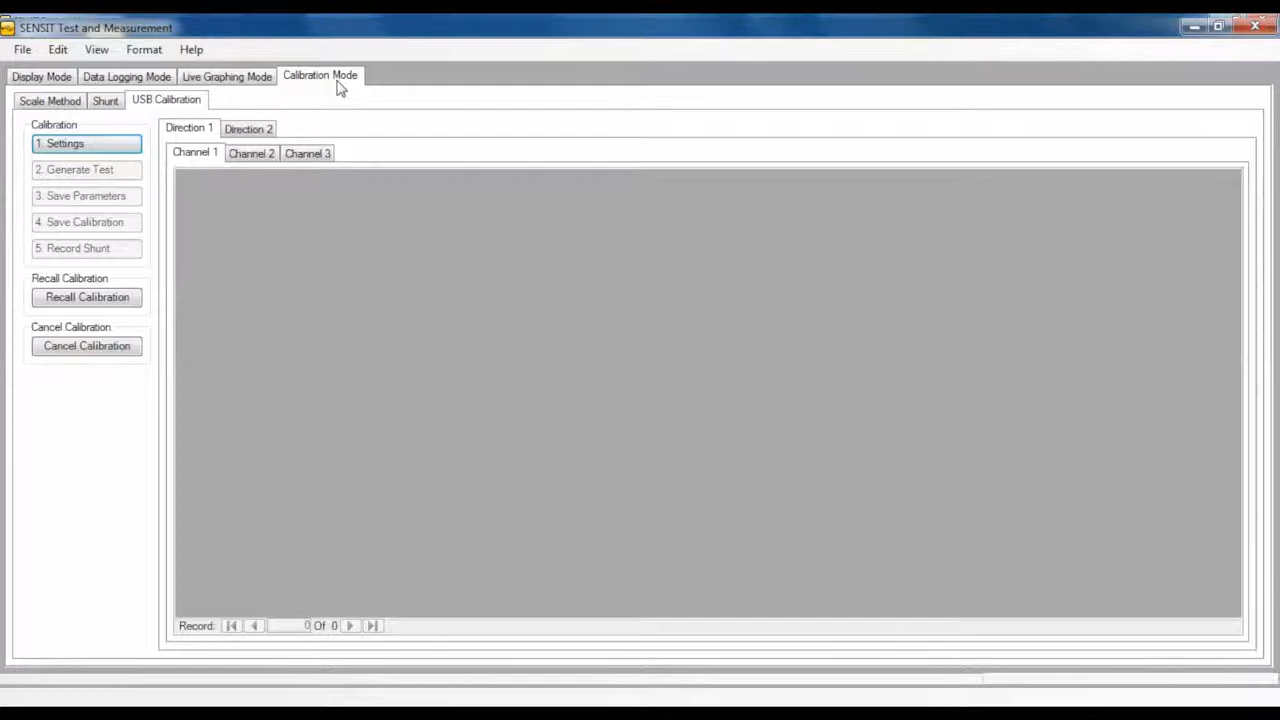 SENSIT Test and Measurement
File Edit View Format Help
Display Mode Data Logging Mode Live Graphing Mode Calibration Mode
Scale Method Shunt USB Calibration
Calibration
1. Settings
2. Generate Test
3. Save Parameters
4. Save Calibration
5. Record Shunt
Recall Calibration
Recall Calibration
Cancel Calibration
Cancel Calibration
Direction 1 Direction 2
Channel 1 Channel 2 Channel 3
Record: 0 Of 0